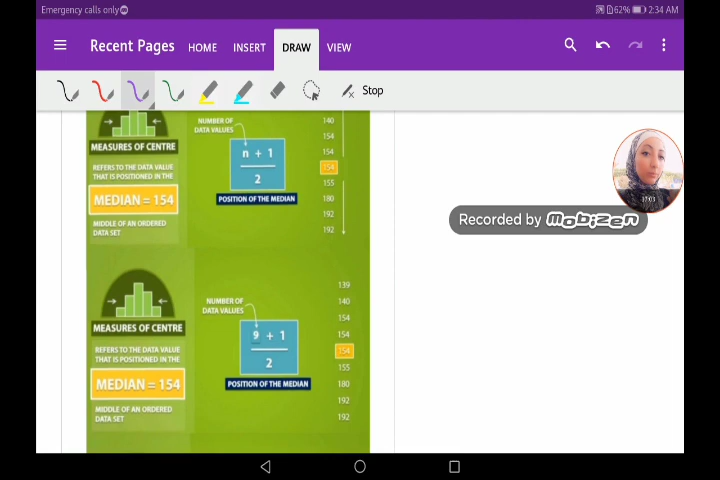 Emergency calls only
62% 2:34 AM
Recent Pages HOME INSERT DRAW VIEW
Stop
NUMBER OF
DATA VALUES
MEASURES OF CENTRE
REFERS TO THE DATA VALUE
THAT IS POSITIONED IN THE
MEDIAN = 154
MIDDLE OF AN ORDERED
DATA SET
n + 1
2
POSITION OF THE MEDIAN
140
154
154
154
155
180
192
192
17:03
Recorded by mobizen
MEASURES OF CENTRE
REFERS TO THE DATA VALUE
THAT IS POSITIONED IN THE
MEDIAN = 154
MIDDLE OF AN ORDERED
DATA SET
NUMBER OF
DATA VALUES
9 + 1
2
POSITION OF THE MEDIAN
139
140
154
154
154
155
180
192
192